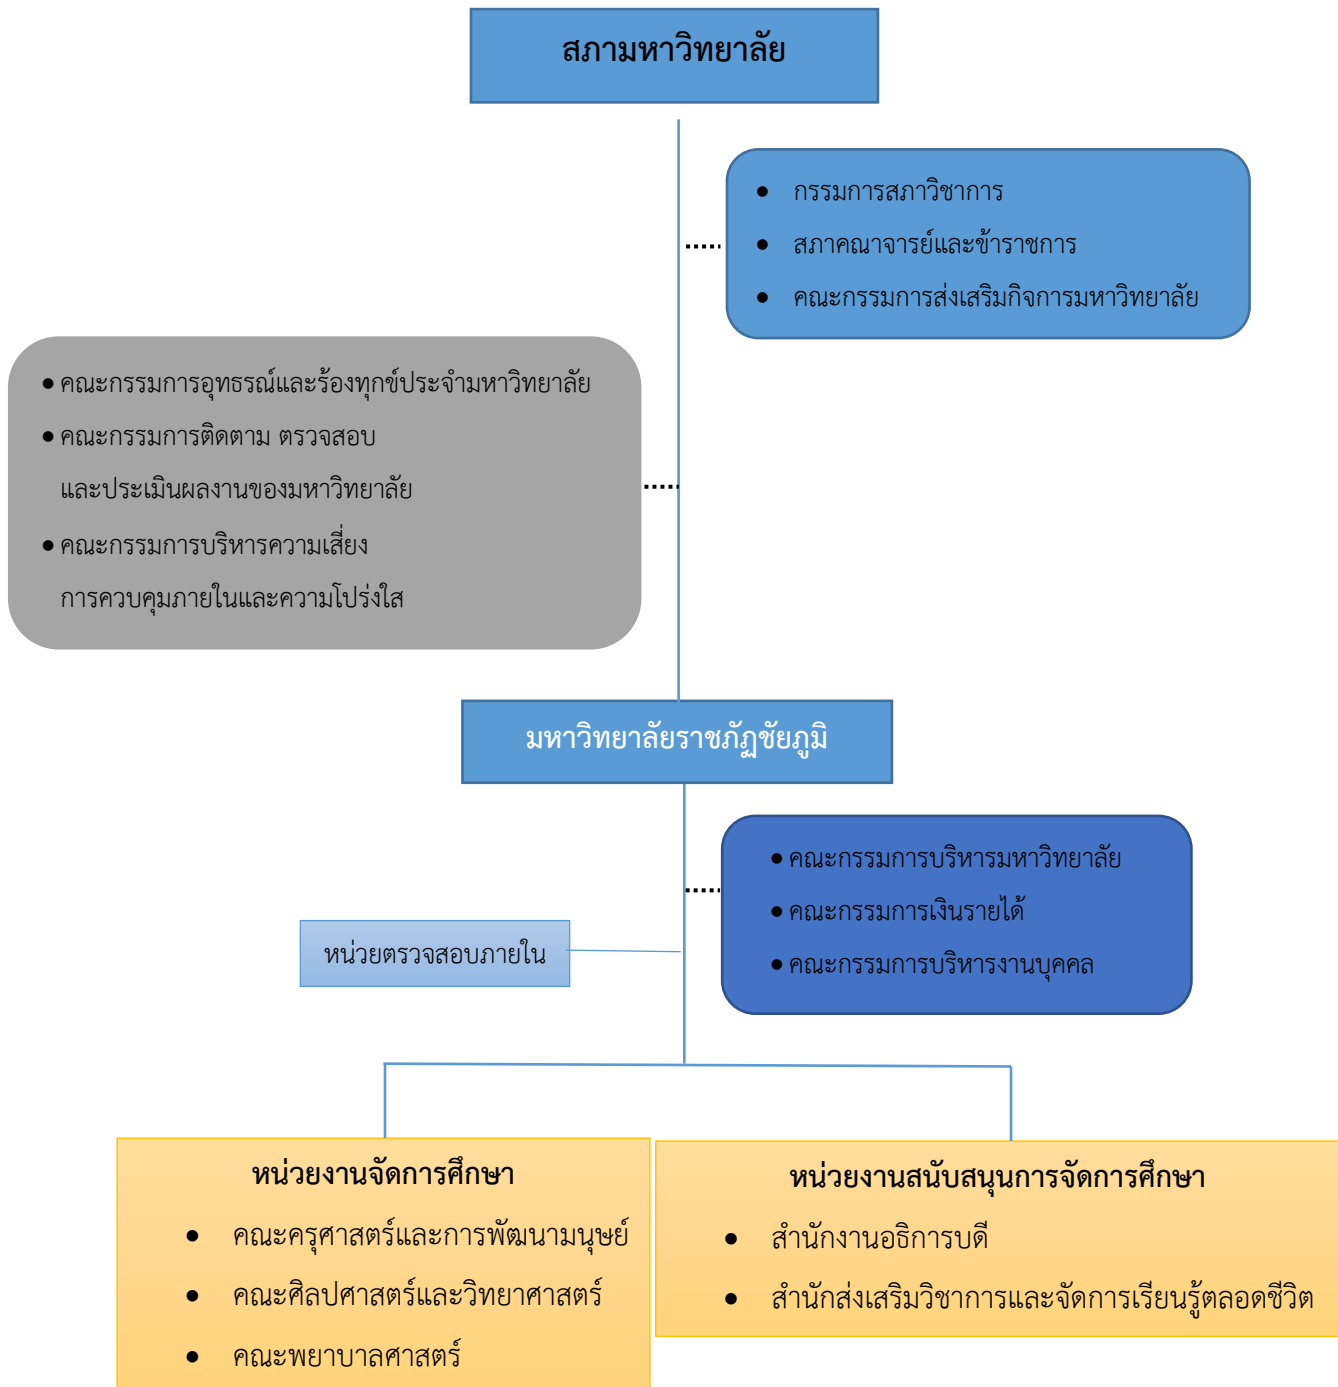 สภามหาวิทยาลัย
• กรรมการสภาวิชาการ
• สภาคณาจารย์และข้าราชการ
• คณะกรรมการส่งเสริมกิจการมหาวิทยาลัย
• คณะกรรมการอุทธรณ์และร้องทุกข์ประจำมหาวิทยาลัย
• คณะกรรมการติดตาม ตรวจสอบ
และประเมินผลงานของมหาวิทยาลัย
• คณะกรรมการบริหารความเสี่ยง
การควบคุมภายในและความโปร่งใส
มหาวิทยาลัยราชภัฏชัยภูมิ
• คณะกรรมการบริหารมหาวิทยาลัย
• คณะกรรมการเงินรายได้
• คณะกรรมการบริหารงานบุคคล
หน่วยตรวจสอบภายใน
หน่วยงานจัดการศึกษา
• คณะครุศาสตร์และการพัฒนามนุษย์
• คณะศิลปศาสตร์และวิทยาศาสตร์
• คณะพยาบาลศาสตร์
หน่วยงานสนับสนุนการจัดการศึกษา
• สำนักงานอธิการบดี
• สำนักส่งเสริมวิชาการและจัดการเรียนรู้ตลอดชีวิต